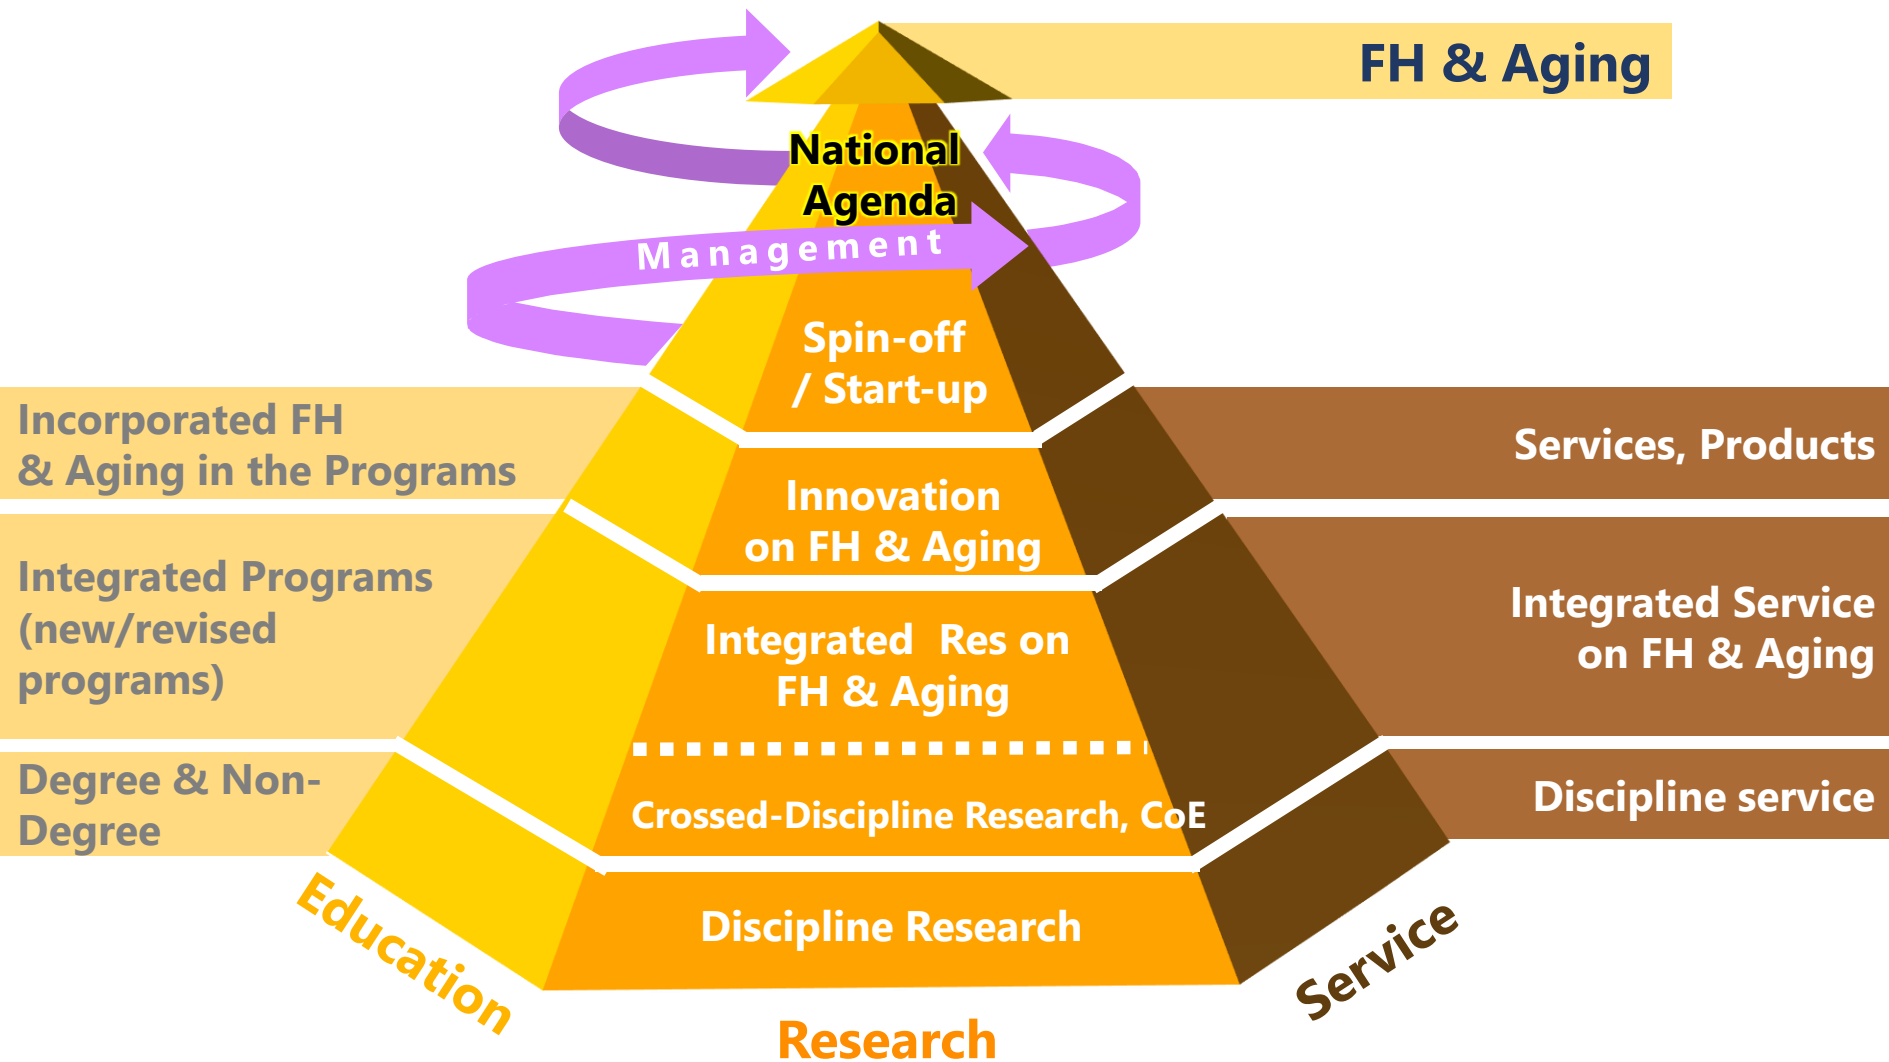 FH & Aging
National
Agenda
Management
Spin-off
/ Start-up
Incorporated FH
& Aging in the Programs
Services, Products
Innovation
on FH & Aging
Integrated Programs
(new/revised
programs)
Integrated Res on
FH & Aging
Integrated Service
on FH & Aging
Degree & Non-
Degree
Crossed-Discipline Research, CoE
Discipline service
Discipline Research
Education
Research
Service